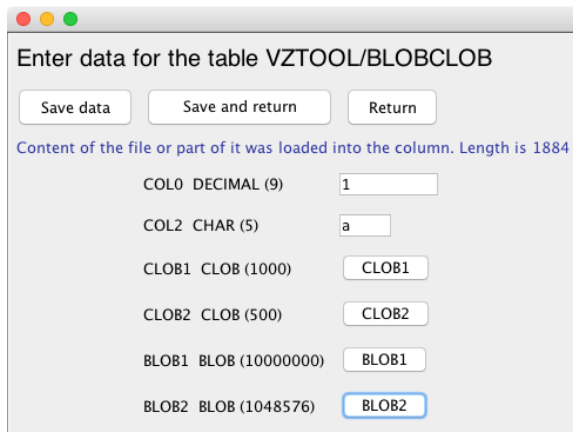 Enter data for the table VZTOOL/BLOBCLOB
Save data Save and return Return
Content of the file or part of it was loaded into the column. Length is 1884
COL0 DECIMAL (9) 1
COL2 CHAR (5) a
CLOB1 CLOB (1000) CLOB1
CLOB2 CLOB (500) CLOB2
BLOB1 BLOB (10000000) BLOB1
BLOB2 BLOB (1048576) BLOB2